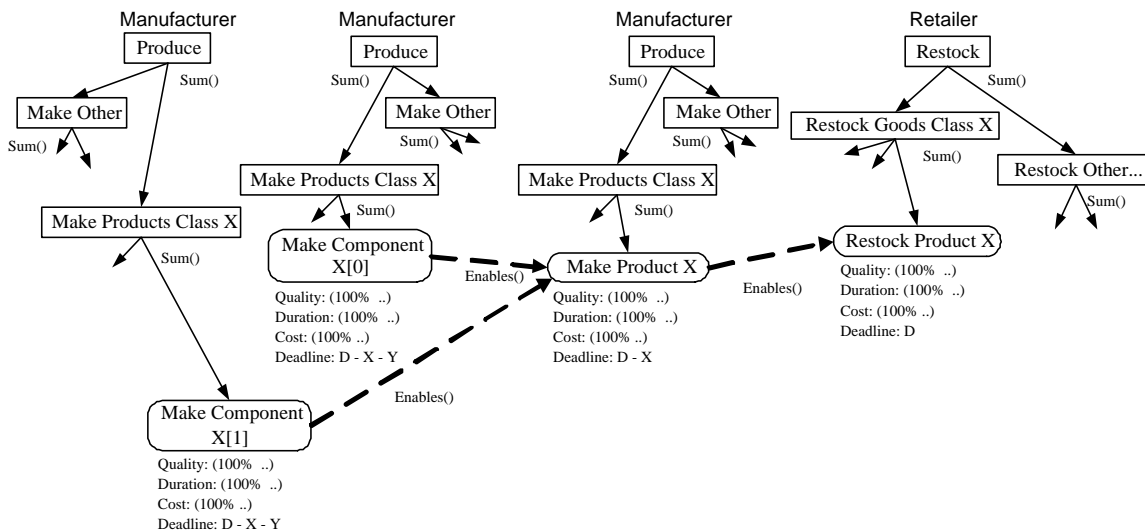 Manufacturer
Produce
Sum()
Make Other
Sum()
Make Products Class X
Sum()
Make Component
X[1]
Quality: (100%  ..)
Duration: (100%  ..)
Cost: (100%  ..)
Deadline: D - X - Y
Manufacturer
Produce
Sum()
Make Other
Sum()
Make Products Class X
Sum()
Make Component
X[0]
Quality: (100%  ..)
Duration: (100%  ..)
Cost: (100%  ..)
Deadline: D - X - Y
Enables()
Enables()
Manufacturer
Produce
Sum()
Make Other
Sum()
Make Products Class X
Sum()
Make Product X
Quality: (100%  ..)
Duration: (100%  ..)
Cost: (100%  ..)
Deadline: D - X
Enables()
Retailer
Restock
Sum()
Restock Goods Class X
Sum()
Restock Other...
Sum()
Restock Product X
Quality: (100%  ..)
Duration: (100%  ..)
Cost: (100%  ..)
Deadline: D